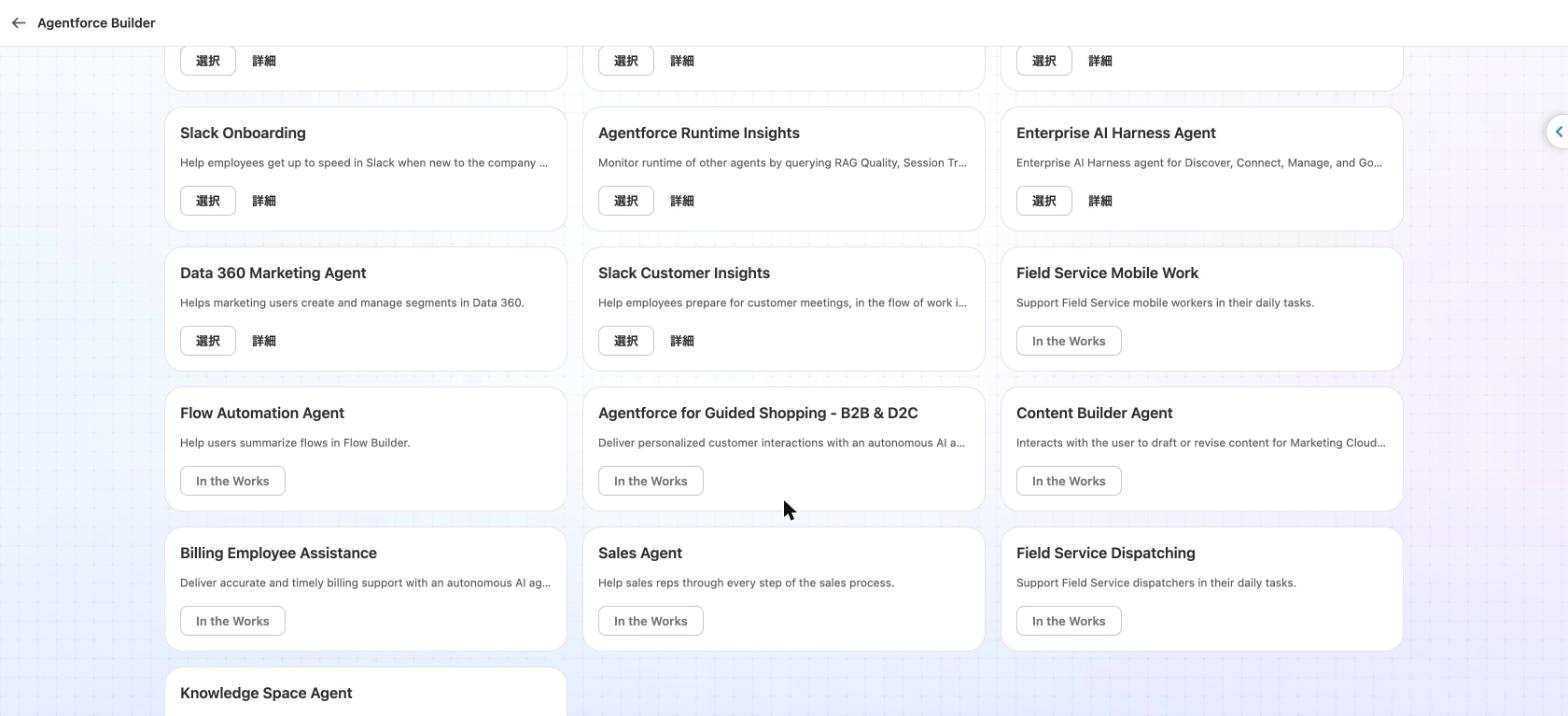 Agentforce Builder
選択 詳細
選択 詳細
選択 詳細
Slack Onboarding
Help employees get up to speed in Slack when new to the company ...
選択 詳細
Agentforce Runtime Insights
Monitor runtime of other agents by querying RAG Quality, Session Tr...
選択 詳細
Enterprise AI Harness Agent
Enterprise AI Harness agent for Discover, Connect, Manage, and Go...
選択 詳細
Data 360 Marketing Agent
Helps marketing users create and manage segments in Data 360.
選択 詳細
Slack Customer Insights
Help employees prepare for customer meetings, in the flow of work i...
選択 詳細
Field Service Mobile Work
Support Field Service mobile workers in their daily tasks.
In the Works
Flow Automation Agent
Help users summarize flows in Flow Builder.
In the Works
Agentforce for Guided Shopping - B2B & D2C
Deliver personalized customer interactions with an autonomous AI a...
In the Works
Content Builder Agent
Interacts with the user to draft or revise content for Marketing Cloud...
In the Works
Billing Employee Assistance
Deliver accurate and timely billing support with an autonomous AI ag...
In the Works
Sales Agent
Help sales reps through every step of the sales process.
In the Works
Field Service Dispatching
Support Field Service dispatchers in their daily tasks.
In the Works
Knowledge Space Agent